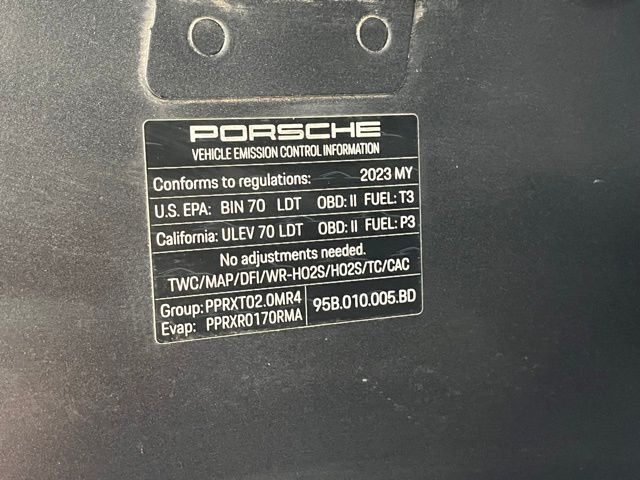 PORSCHE
VEHICLE EMISSION CONTROL INFORMATION
Conforms to regulations: 2023 MY
U.S. EPA: BIN 70 LDT OBD: II FUEL: T3
California: ULEV 70 LDT OBD: II FUEL: P3
No adjustments needed.
TWC/MAP/DFI/WR-HO2S/HO2S/TC/CAC
Group: PPRXT02.0MR4
Evap: PPRXR0170RMA
95B.010.005.BD